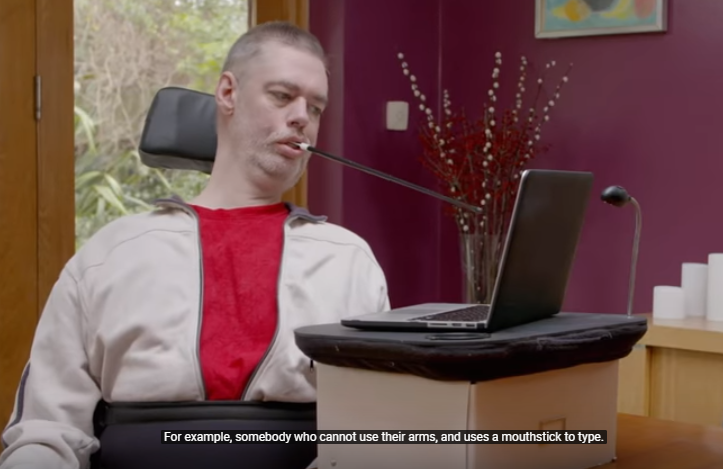 For example, somebody who cannot use their arms, and uses a mouthstick to type.